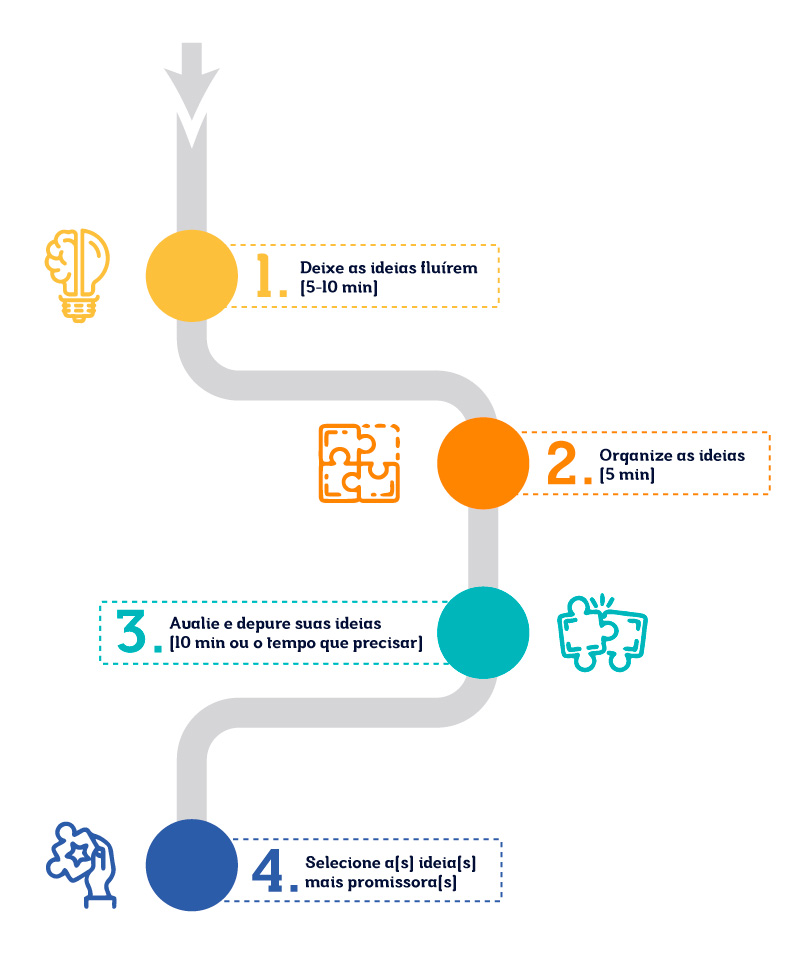 1. Deixe as ideias fluírem
[5-10 min]
2. Organize as ideias
[5 min]
3. Avalie e depure suas ideias
[10 min ou o tempo que precisar]
4. Selecione a[s] ideia[s]
mais promissora[s]